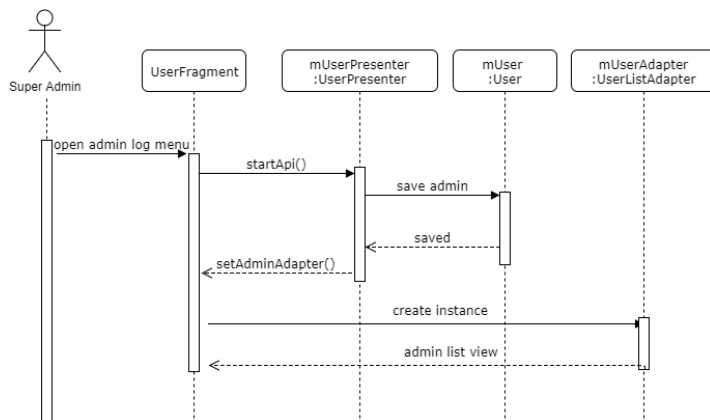 Super Admin
UserFragment
mUserPresenter
:UserPresenter
mUser
:User
mUserAdapter
:UserListAdapter
open admin log menu
startApi()
save admin
saved
setAdminAdapter()
create instance
admin list view